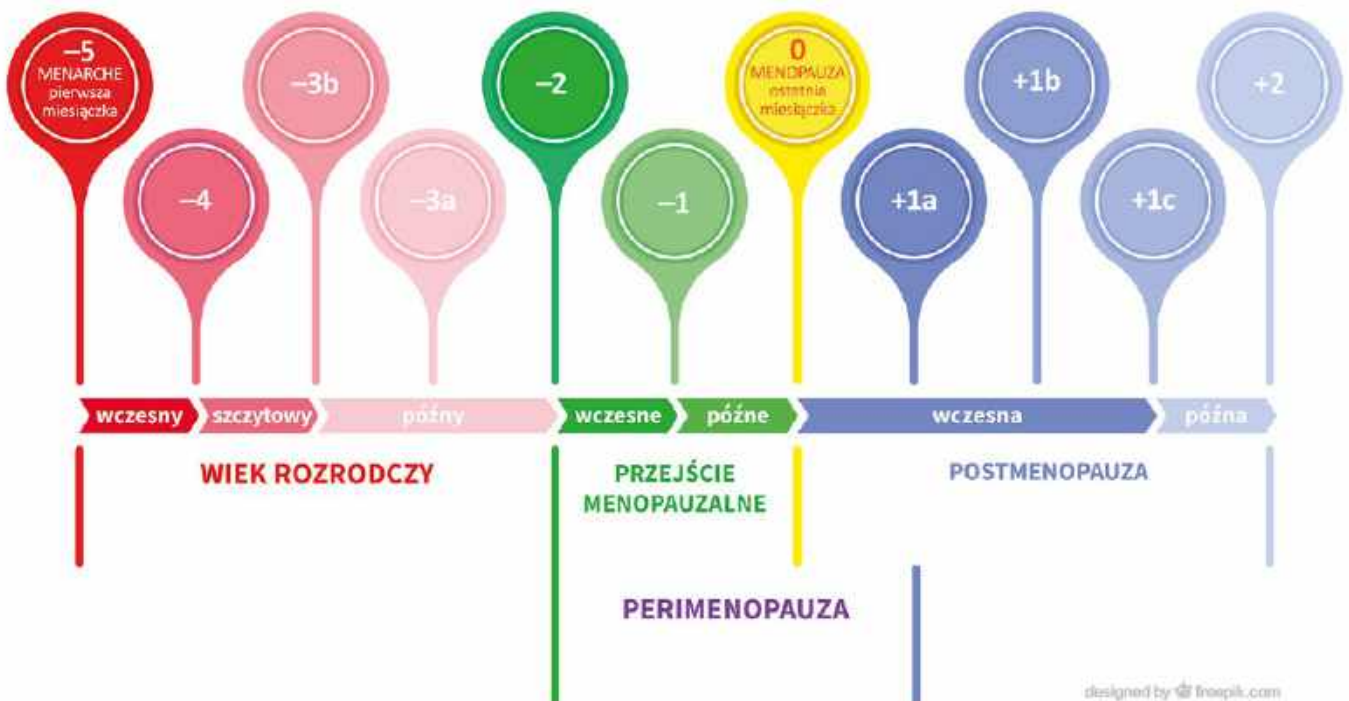 –5
MENARCHE
pierwsza
miesiączka
–4
–3b
–3a
–2
–1
0
MENOPAUZA
ostatnia
miesiączka
+1a
+1b
+1c
+2
wczesny
szczytowy
późny
wczesne
późne
wczesna
późna
WIEK ROZRODCZY
PRZEJŚCIE
MENOPAUZALNE
POSTMENOPAUZA
PERIMENOPAUZA
designed by freepik.com